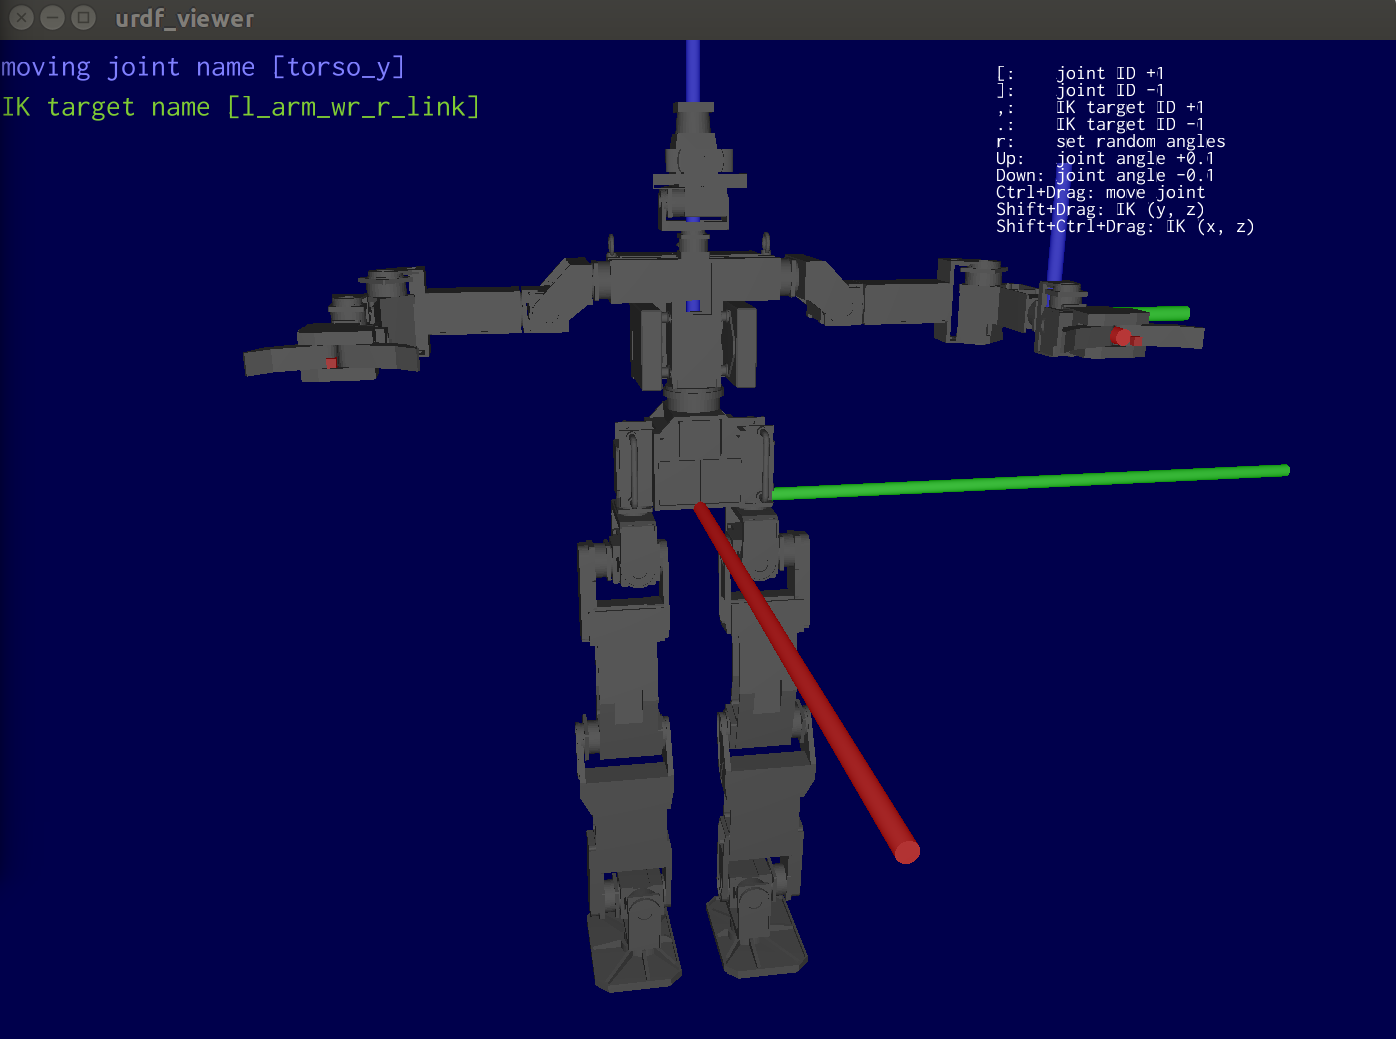 urdf_viewer
moving joint name [torso_y]
IK target name [l_arm_wr_r_link]
[: joint ID +1
]: joint ID -1
,: IK target ID +1
.: IK target ID -1
r: set random angles
Up: joint angle +0.1
Down: joint angle -0.1
Ctrl+Drag: move joint
Shift+Drag: IK (y, z)
Shift+Ctrl+Drag: IK (x, z)